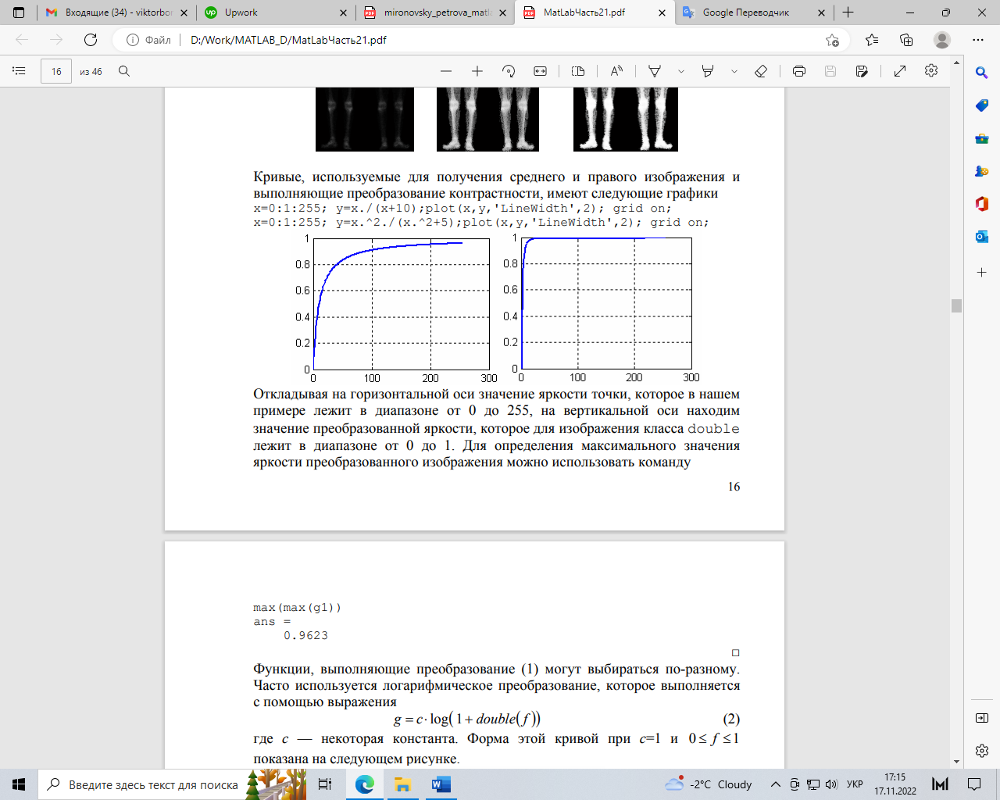 Входящие (34) - viktorbor
Upwork
mironovsky_petrova_matl
MatLabЧасть21.pdf
Google Переводчик
Файл
D:/Work/MATLAB_D/MatLabЧасть21.pdf
16
из 46
Кривые, используемые для получения среднего и правого изображения и
выполняющие преобразование контрастности, имеют следующие графики
x=0:1:255; y=x./(x+10);plot(x,y,'LineWidth',2); grid on;
x=0:1:255; y=x.^2./(x.^2+5);plot(x,y,'LineWidth',2); grid on;
1
0.8
0.6
0.4
0.2
0
0 100 200 300
1
0.8
0.6
0.4
0.2
0
0 100 200 300
Откладывая на горизонтальной оси значение яркости точки, которое в нашем
примере лежит в диапазоне от 0 до 255, на вертикальной оси находим
значение преобразованной яркости, которое для изображения класса double
лежит в диапазоне от 0 до 1. Для определения максимального значения
яркости преобразованного изображения можно использовать команду
16
max(max(g1))
ans =
0.9623
Функции, выполняющие преобразование (1) могут выбираться по-разному.
Часто используется логарифмическое преобразование, которое выполняется
с помощью выражения
g = c · log(1 + double(f)) (2)
где c — некоторая константа. Форма этой кривой при c=1 и 0 ≤ f ≤ 1
показана на следующем рисунке.
Введите здесь текст для поиска
-2°C Cloudy
УКР
17:15
17.11.2022